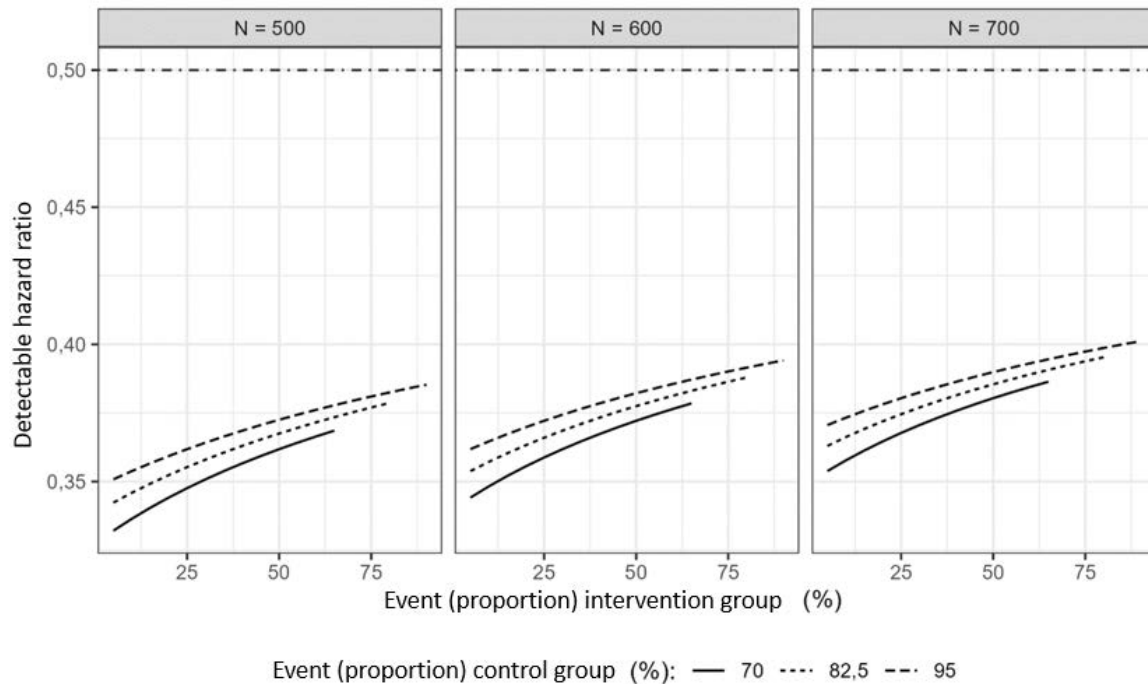 N = 500
N = 600
N = 700
0,50
0,45
0,40
0,35
Detectable hazard ratio
25 50 75 25 50 75 25 50 75
Event (proportion) intervention group (%)
Event (proportion) control group (%): 70 82,5 95